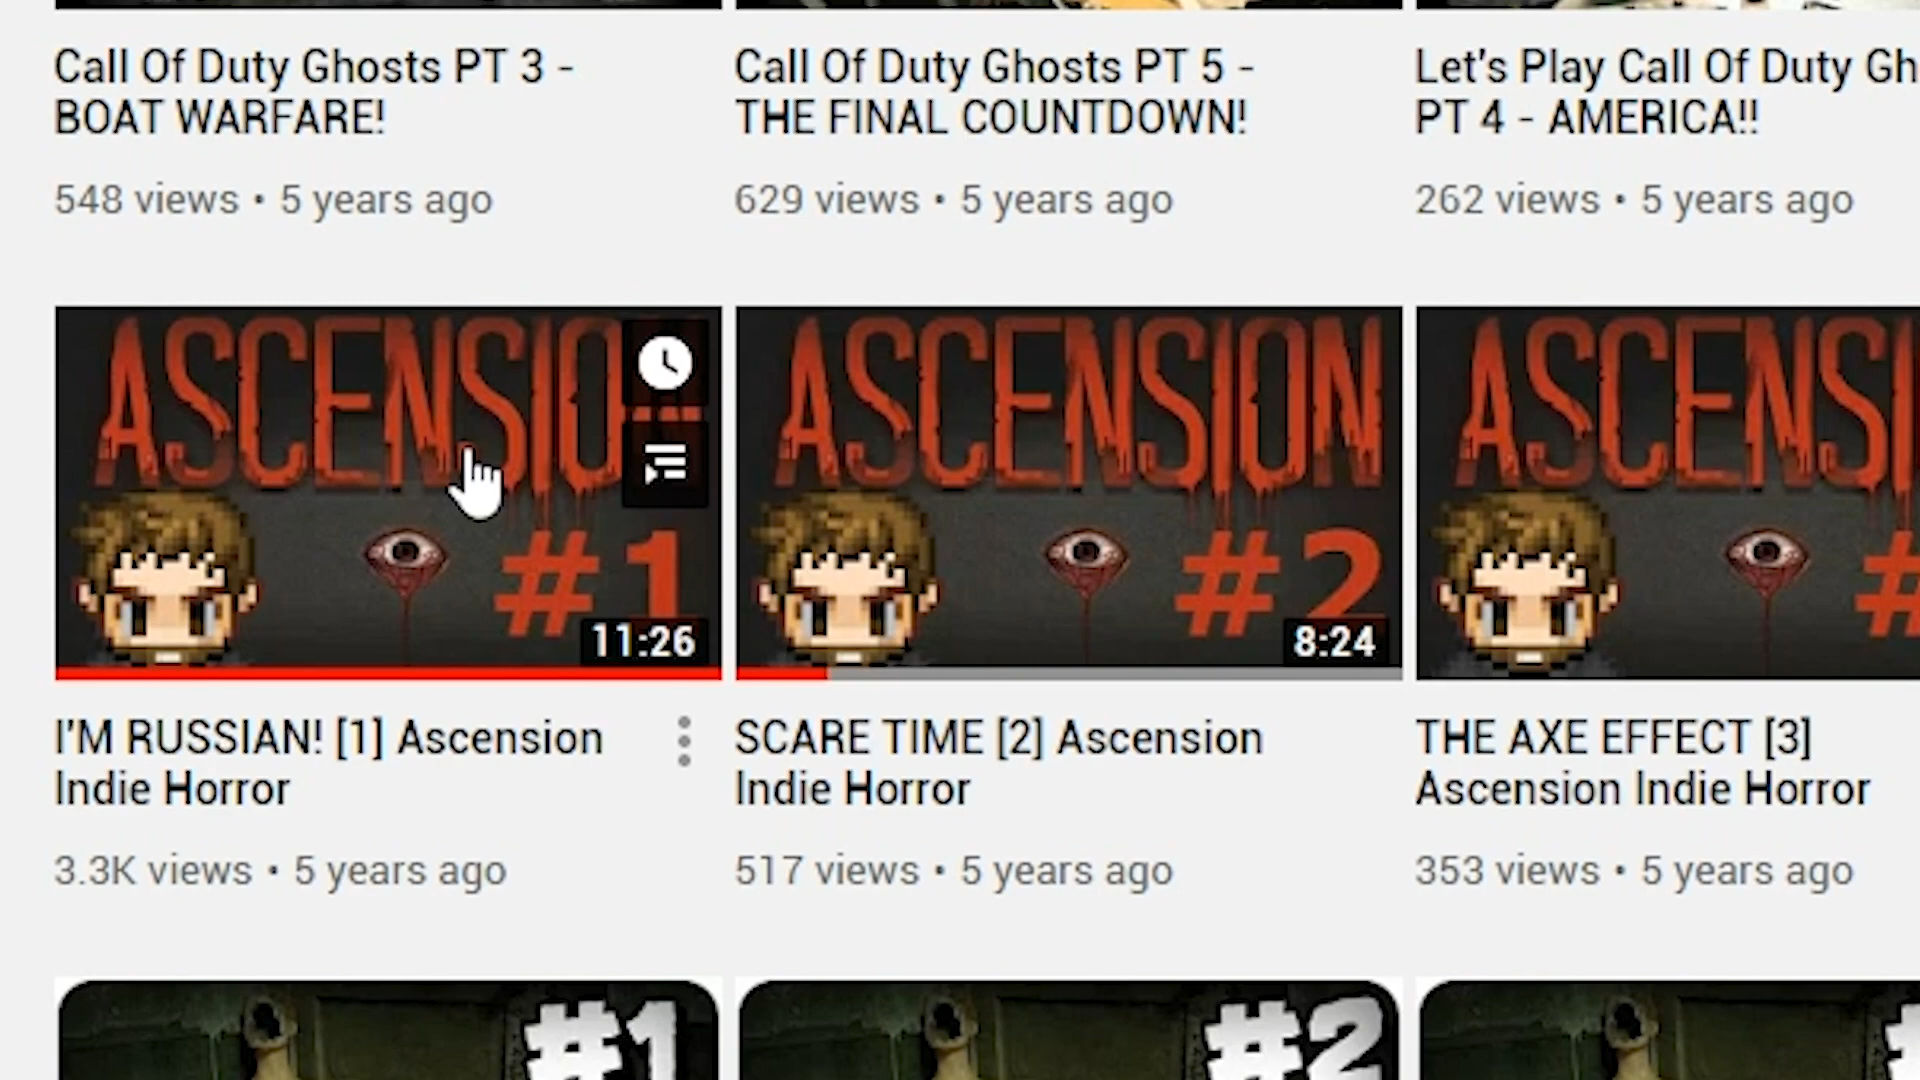 Call Of Duty Ghosts PT 3 -
BOAT WARFARE!
548 views • 5 years ago
Call Of Duty Ghosts PT 5 -
THE FINAL COUNTDOWN!
629 views • 5 years ago
Let's Play Call Of Duty Gh
PT 4 - AMERICA!!
262 views • 5 years ago
ASCENSIO
#1
11:26
I'M RUSSIAN! [1] Ascension
Indie Horror
3.3K views • 5 years ago
ASCENSION
#2
8:24
SCARE TIME [2] Ascension
Indie Horror
517 views • 5 years ago
ASCENSI
#
THE AXE EFFECT [3]
Ascension Indie Horror
353 views • 5 years ago
#1
#2